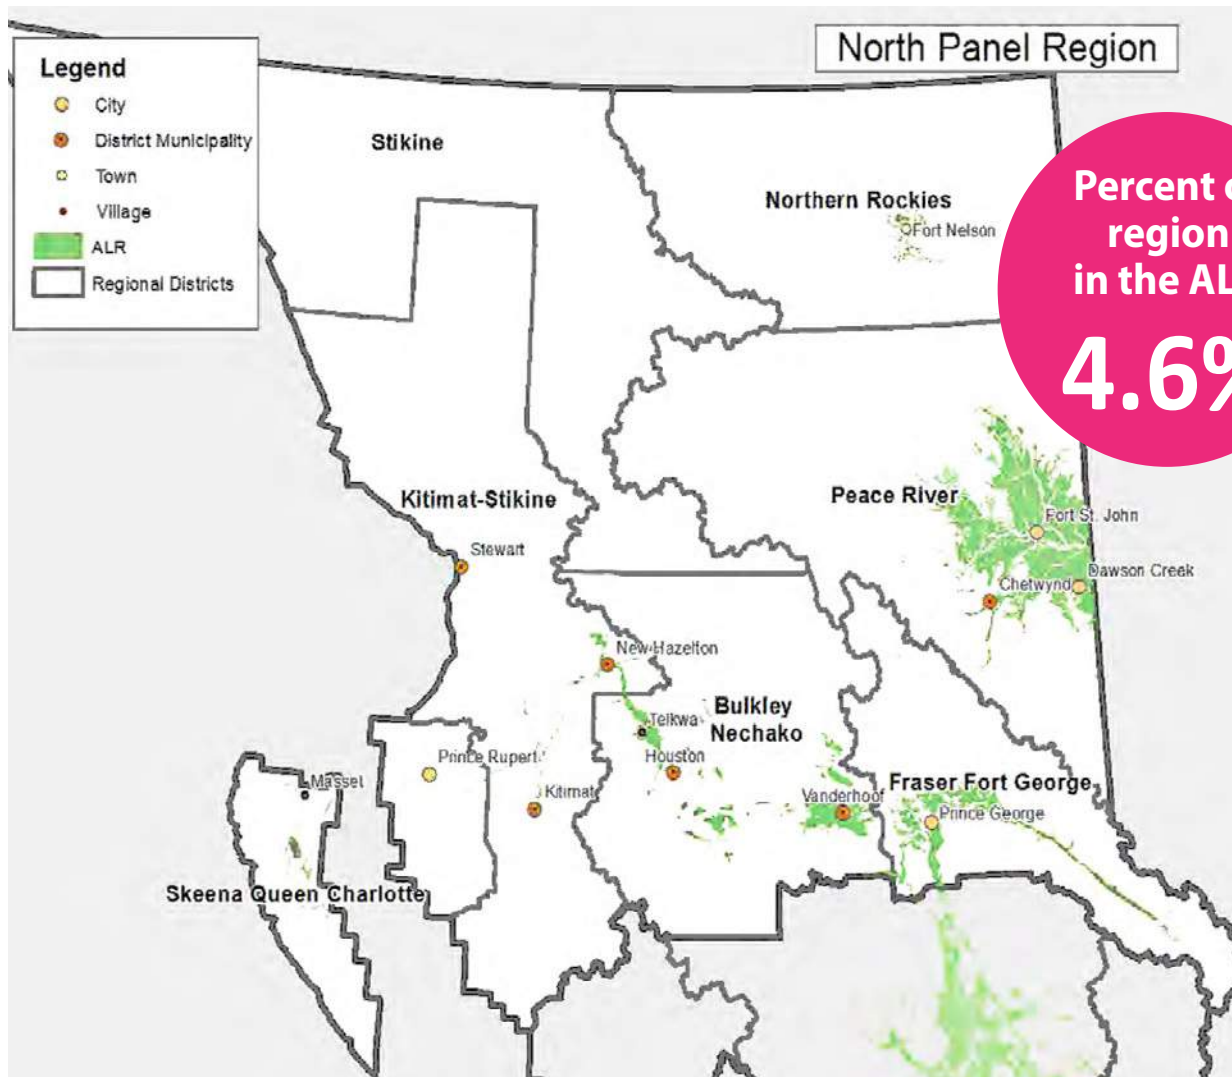 North Panel Region
Legend
City
District Municipality
Town
Village
ALR
Regional Districts
Stikine
Northern Rockies
Fort Nelson
Percent o
region
in the AL
4.6%
Kitimat-Stikine
Stewart
Peace River
Fort St. John
Dawson Creek
Chetwynd
New Hazelton
Bulkley
Nechako
Telkwa
Houston
Prince Rupert
Kitimat
Vanderhoof
Fraser Fort George
Prince George
Masset
Skeena Queen Charlotte